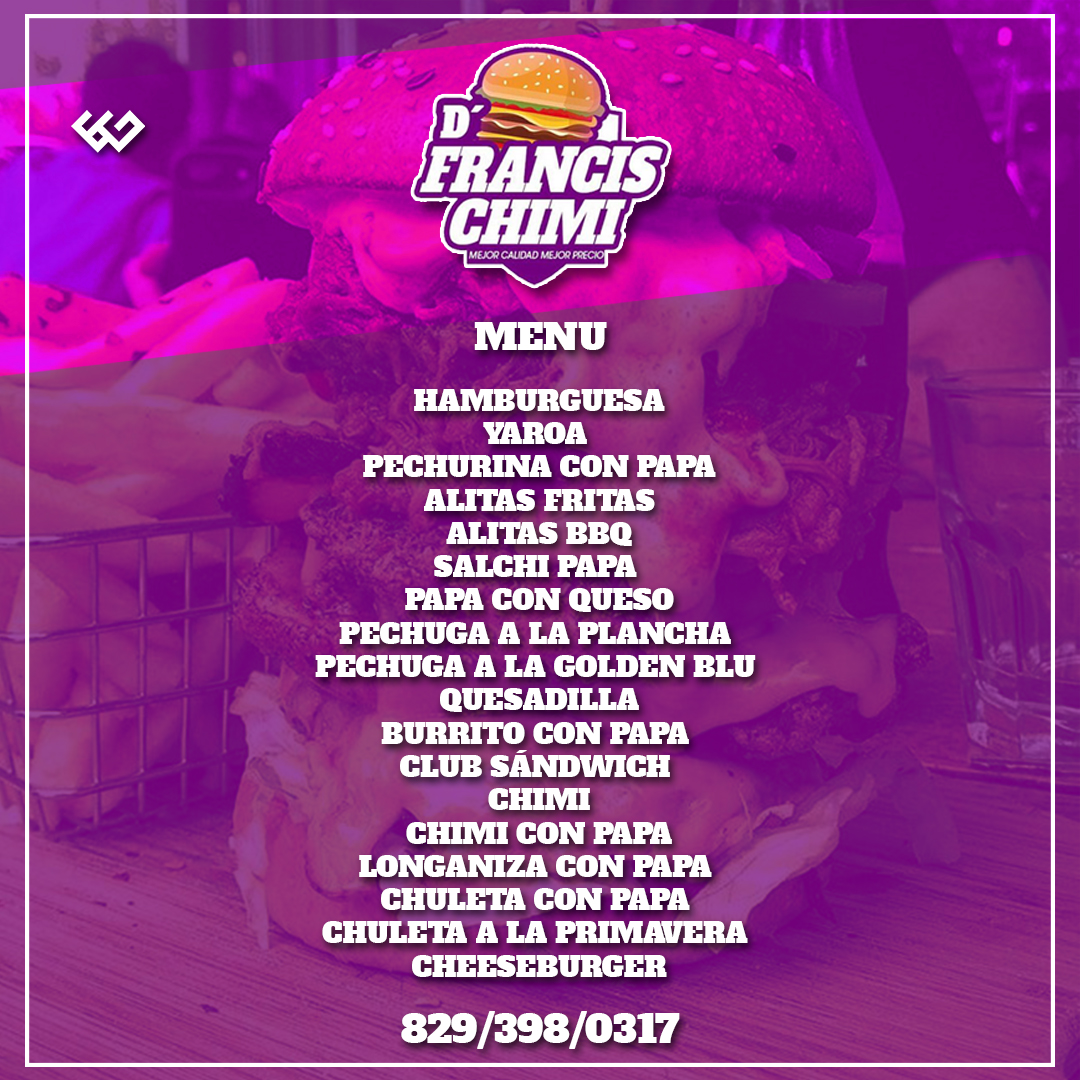 D´
FRANCIS
CHIMI
MEJOR CALIDAD MEJOR PRECIO
MENU
HAMBURGUESA
YAROA
PECHURINA CON PAPA
ALITAS FRITAS
ALITAS BBQ
SALCHI PAPA
PAPA CON QUESO
PECHUGA A LA PLANCHA
PECHUGA A LA GOLDEN BLU
QUESADILLA
BURRITO CON PAPA
CLUB SÁNDWICH
CHIMI
CHIMI CON PAPA
LONGANIZA CON PAPA
CHULETA CON PAPA
CHULETA A LA PRIMAVERA
CHEESEBURGER
829/398/0317